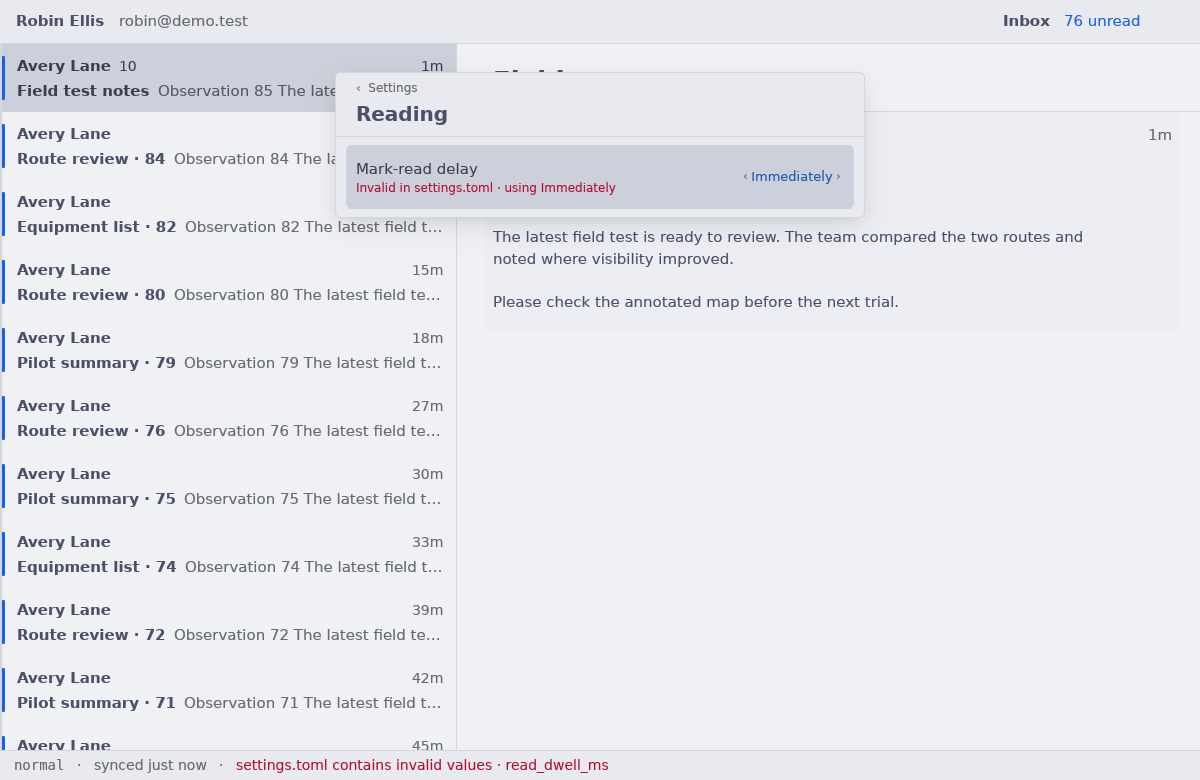 Robin Ellis robin@demo.test
Inbox 76 unread
Avery Lane 10 1m
Field test notes Observation 85 The late
Avery Lane
Route review · 84 Observation 84 The la
Avery Lane
Equipment list · 82 Observation 82 The latest field t…
Avery Lane 15m
Route review · 80 Observation 80 The latest field te…
Avery Lane 18m
Pilot summary · 79 Observation 79 The latest field t…
Avery Lane 27m
Route review · 76 Observation 76 The latest field te…
Avery Lane 30m
Pilot summary · 75 Observation 75 The latest field t…
Avery Lane 33m
Equipment list · 74 Observation 74 The latest field t…
Avery Lane 39m
Route review · 72 Observation 72 The latest field te…
Avery Lane 42m
Pilot summary · 71 Observation 71 The latest field t…
Avery Lane 45m
‹ Settings
Reading
Mark-read delay
Invalid in settings.toml · using Immediately
‹ Immediately ›
1m
The latest field test is ready to review. The team compared the two routes and
noted where visibility improved.
Please check the annotated map before the next trial.
normal · synced just now · settings.toml contains invalid values · read_dwell_ms